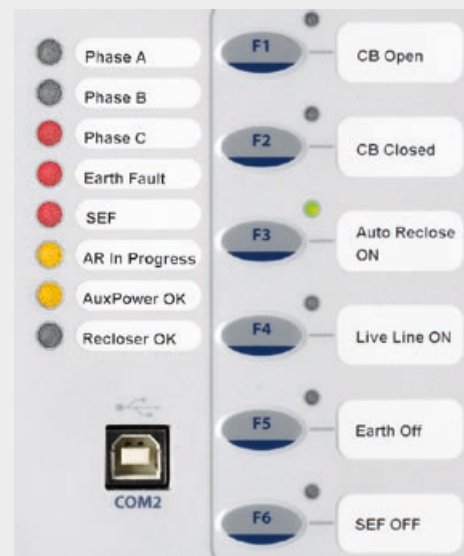 Phase A
Phase B
Phase C
Earth Fault
SEF
AR In Progress
AuxPower OK
Recloser OK
COM2
F1
CB Open
F2
CB Closed
F3
Auto Reclose
ON
F4
Live Line ON
F5
Earth Off
F6
SEF OFF